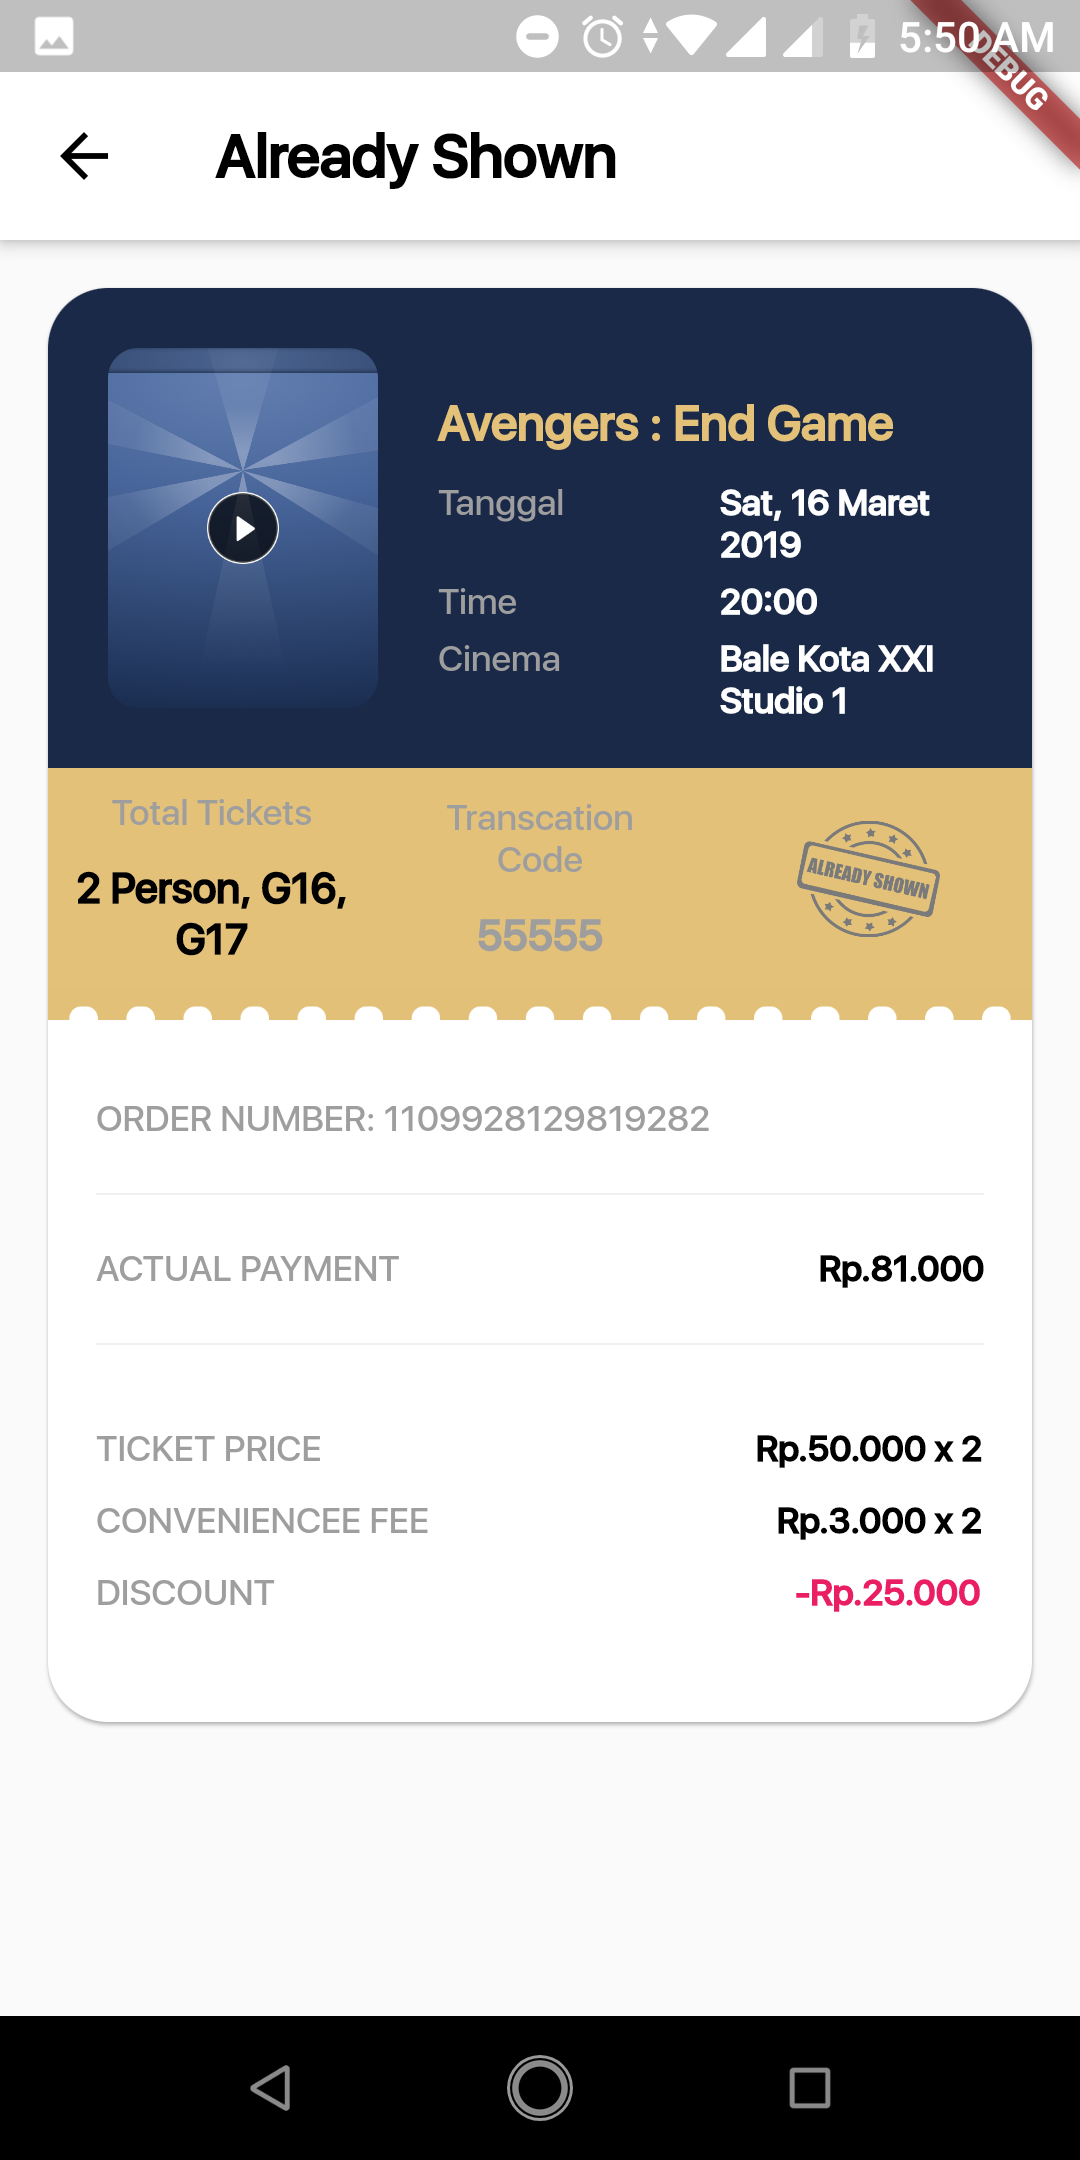 5:50 AM
DEBUG
Already Shown
Avengers : End Game
Tanggal
Sat, 16 Maret
2019
Time
20:00
Cinema
Bale Kota XXI
Studio 1
Total Tickets
2 Person, G16,
G17
Transcation
Code
55555
ALREADY SHOWN
ORDER NUMBER: 1109928129819282
ACTUAL PAYMENT
Rp.81.000
TICKET PRICE
Rp.50.000 x 2
CONVENIENCEE FEE
Rp.3.000 x 2
DISCOUNT
-Rp.25.000